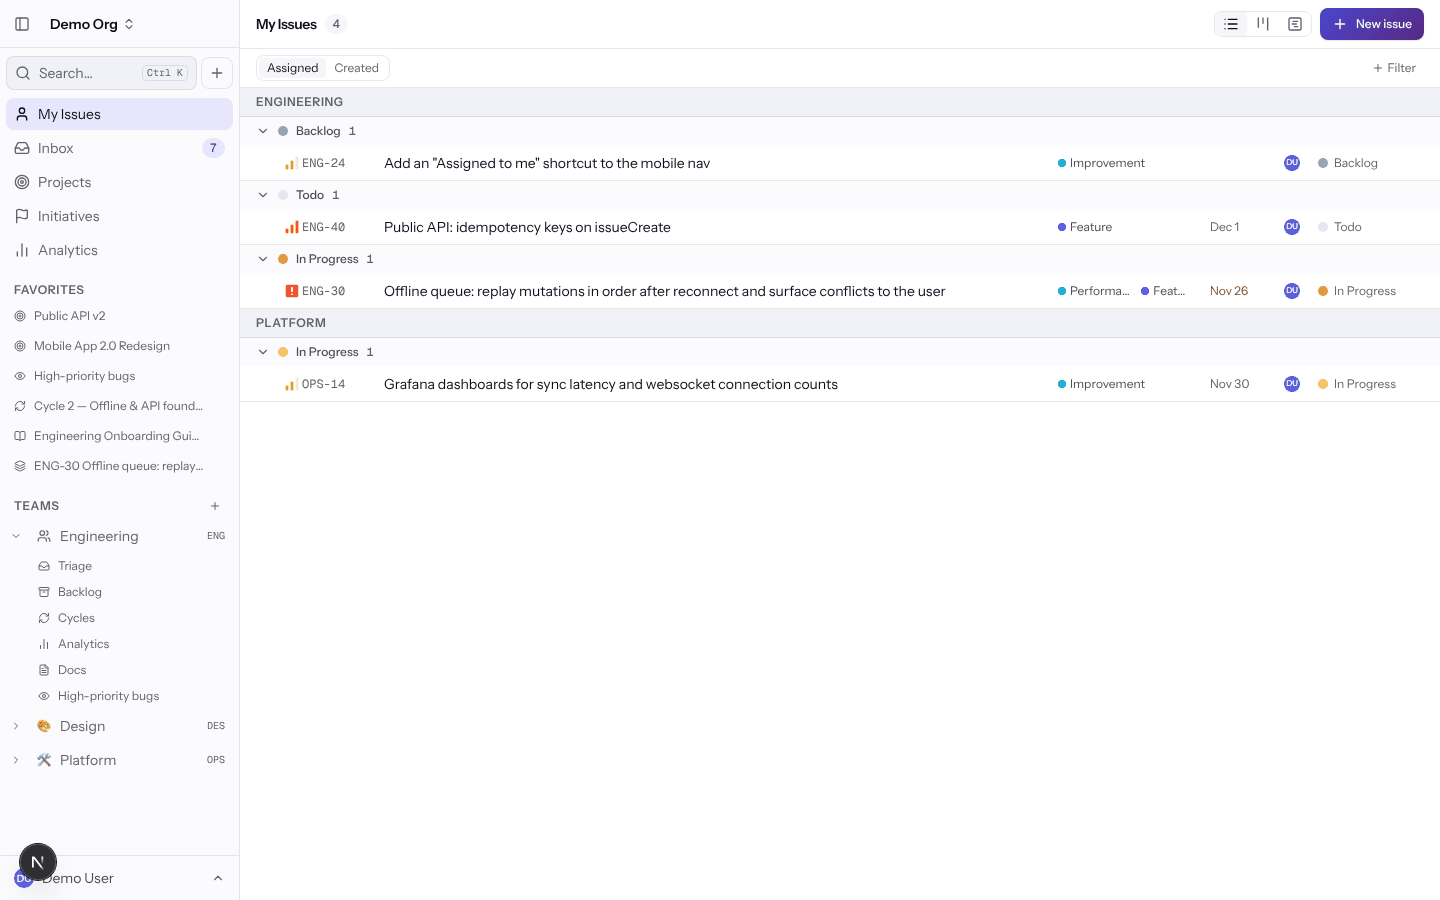 Demo Org
Search... Ctrl K
My Issues
Inbox 7
Projects
Initiatives
Analytics
FAVORITES
Public API v2
Mobile App 2.0 Redesign
High-priority bugs
Cycle 2 — Offline & API found...
Engineering Onboarding Gui...
ENG-30 Offline queue: replay...
TEAMS
Engineering ENG
Triage
Backlog
Cycles
Analytics
Docs
High-priority bugs
Design DES
Platform OPS
N
DU Demo User
My Issues 4
New issue
Assigned Created
Filter
ENGINEERING
Backlog 1
ENG-24 Add an "Assigned to me" shortcut to the mobile nav Improvement DU Backlog
Todo 1
ENG-40 Public API: idempotency keys on issueCreate Feature Dec 1 DU Todo
In Progress 1
ENG-30 Offline queue: replay mutations in order after reconnect and surface conflicts to the user Performa... Feat... Nov 26 DU In Progress
PLATFORM
In Progress 1
OPS-14 Grafana dashboards for sync latency and websocket connection counts Improvement Nov 30 DU In Progress